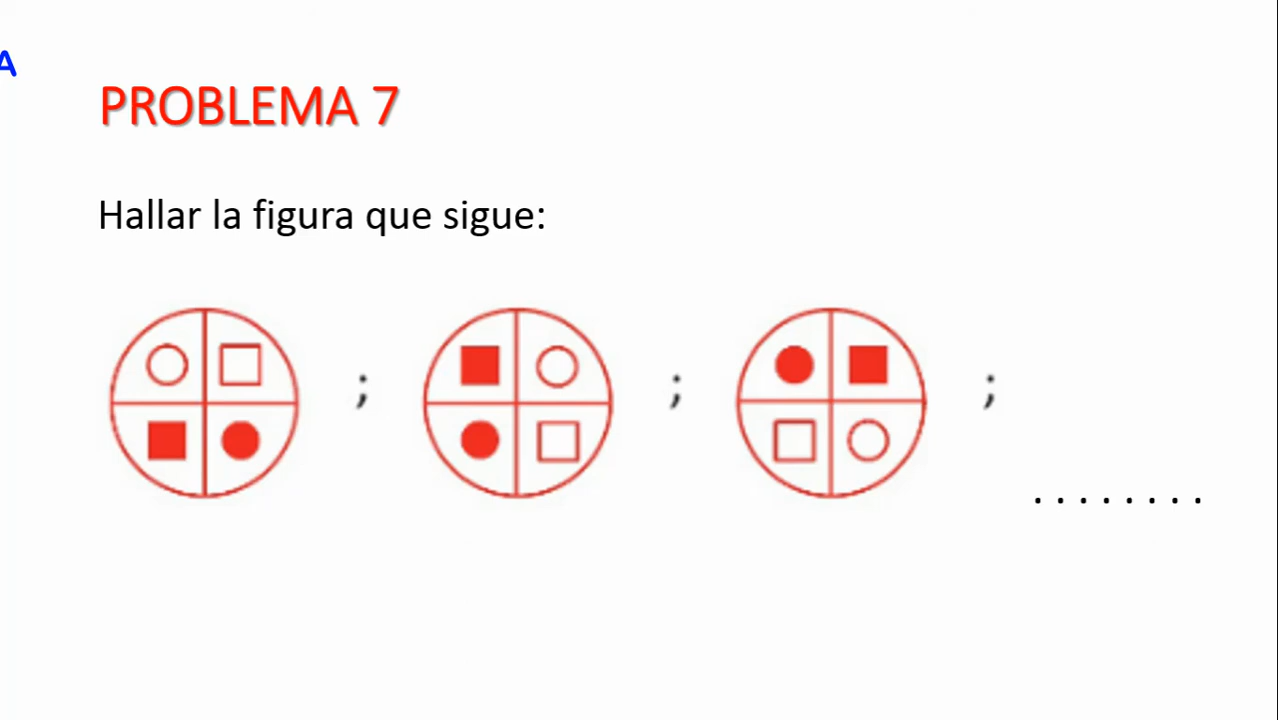 A
PROBLEMA 7
Hallar la figura que sigue:
; ; ;
. . . . . . . .